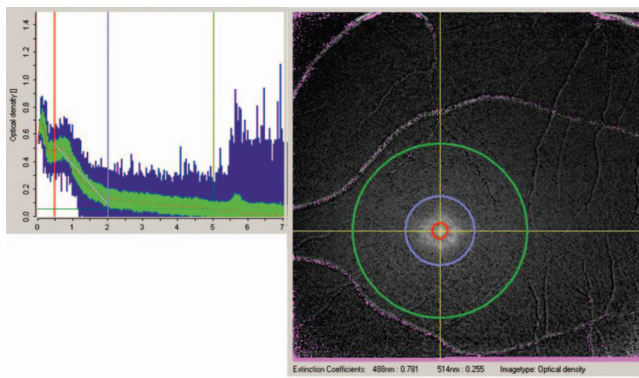 Optical density []
1.4
1.2
1.0
0.8
0.6
0.4
0.2
0.0
0 1 2 3 4 5 6 7
Extinction Coefficients: 488nm : 0.781 514nm : 0.255 Imagetype: Optical density